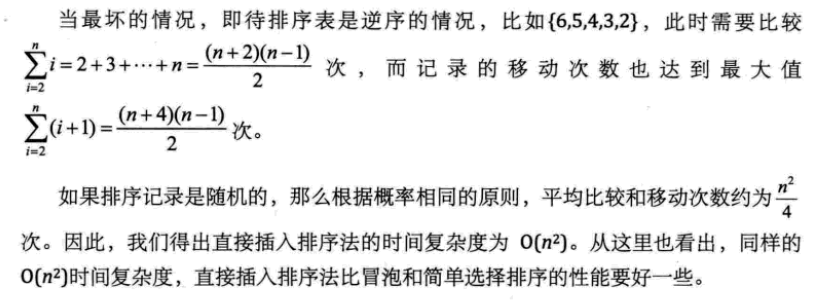 当最坏的情况，即待排序表是逆序的情况，比如{6,5,4,3,2}，此时需要比较
$\sum_{i=2}^{n} i=2+3+\cdots+n=\frac{(n+2)(n-1)}{2}$ 次，而记录的移动次数也达到最大值
$\sum_{i=2}^{n}(i+1)=\frac{(n+4)(n-1)}{2}$ 次。
如果排序记录是随机的，那么根据概率相同的原则，平均比较和移动次数约为$\frac{n^2}{4}$
次。因此，我们得出直接插入排序法的时间复杂度为 O(n²)。从这里也看出，同样的
O(n²)时间复杂度，直接插入排序法比冒泡和简单选择排序的性能要好一些。